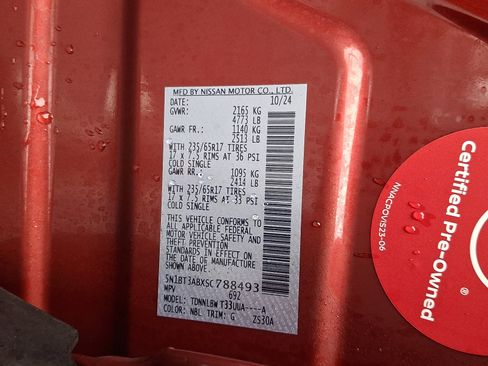 MFD BY NISSAN MOTOR CO., LTD.
DATE: 10/24
GVWR: 2165 KG
4773 LB
GAWR FR.: 1140 KG
2513 LB
WITH 235/65R17 TIRES
17 x 7.5 RIMS AT 36 PSI
COLD SINGLE
GAWR RR.: 1095 KG
2414 LB
WITH 235/65R17 TIRES
17 x 7.5 RIMS AT 33 PSI
COLD SINGLE
THIS VEHICLE CONFORMS TO
ALL APPLICABLE FEDERAL
MOTOR VEHICLE SAFETY AND
THEFT PREVENTION
STANDARDS IN EFFECT ON
THE DATE OF MANUFACTURE
SHOWN ABOVE.
5N1BT3ABXSC788493
MPV 692
MODEL: TDNNLBW T33UUA----A
COLOR: NBL TRIM: G ZS30A
Certified Pre-Owned
NNACPOVIS23-06